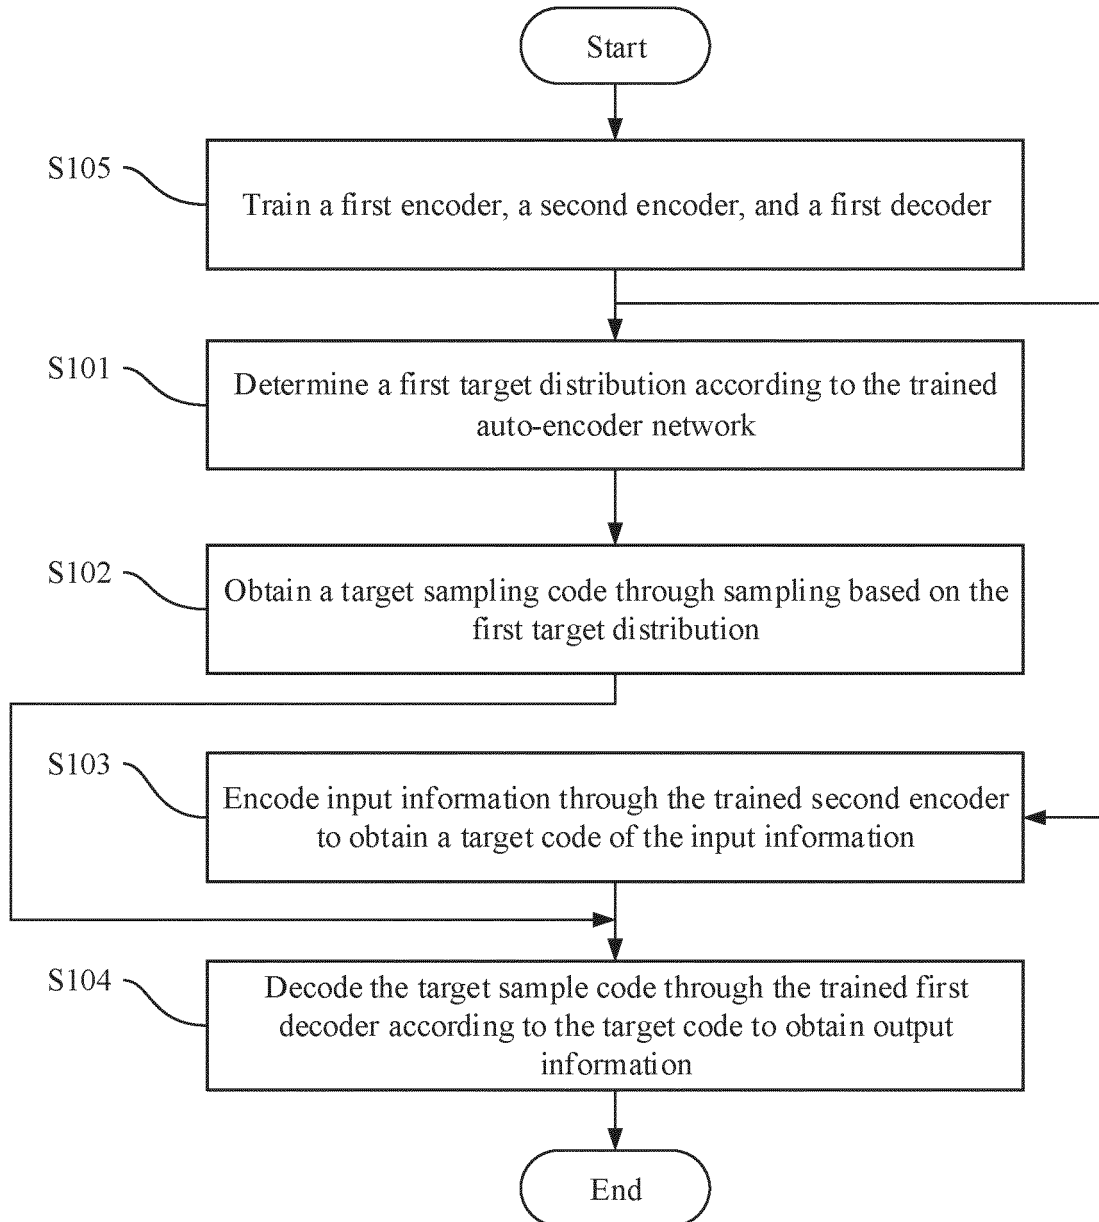 Start
S105
Train a first encoder, a second encoder, and a first decoder
S101
Determine a first target distribution according to the trained
auto-encoder network
S102
Obtain a target sampling code through sampling based on the
first target distribution
S103
Encode input information through the trained second encoder
to obtain a target code of the input information
S104
Decode the target sample code through the trained first
decoder according to the target code to obtain output
information
End